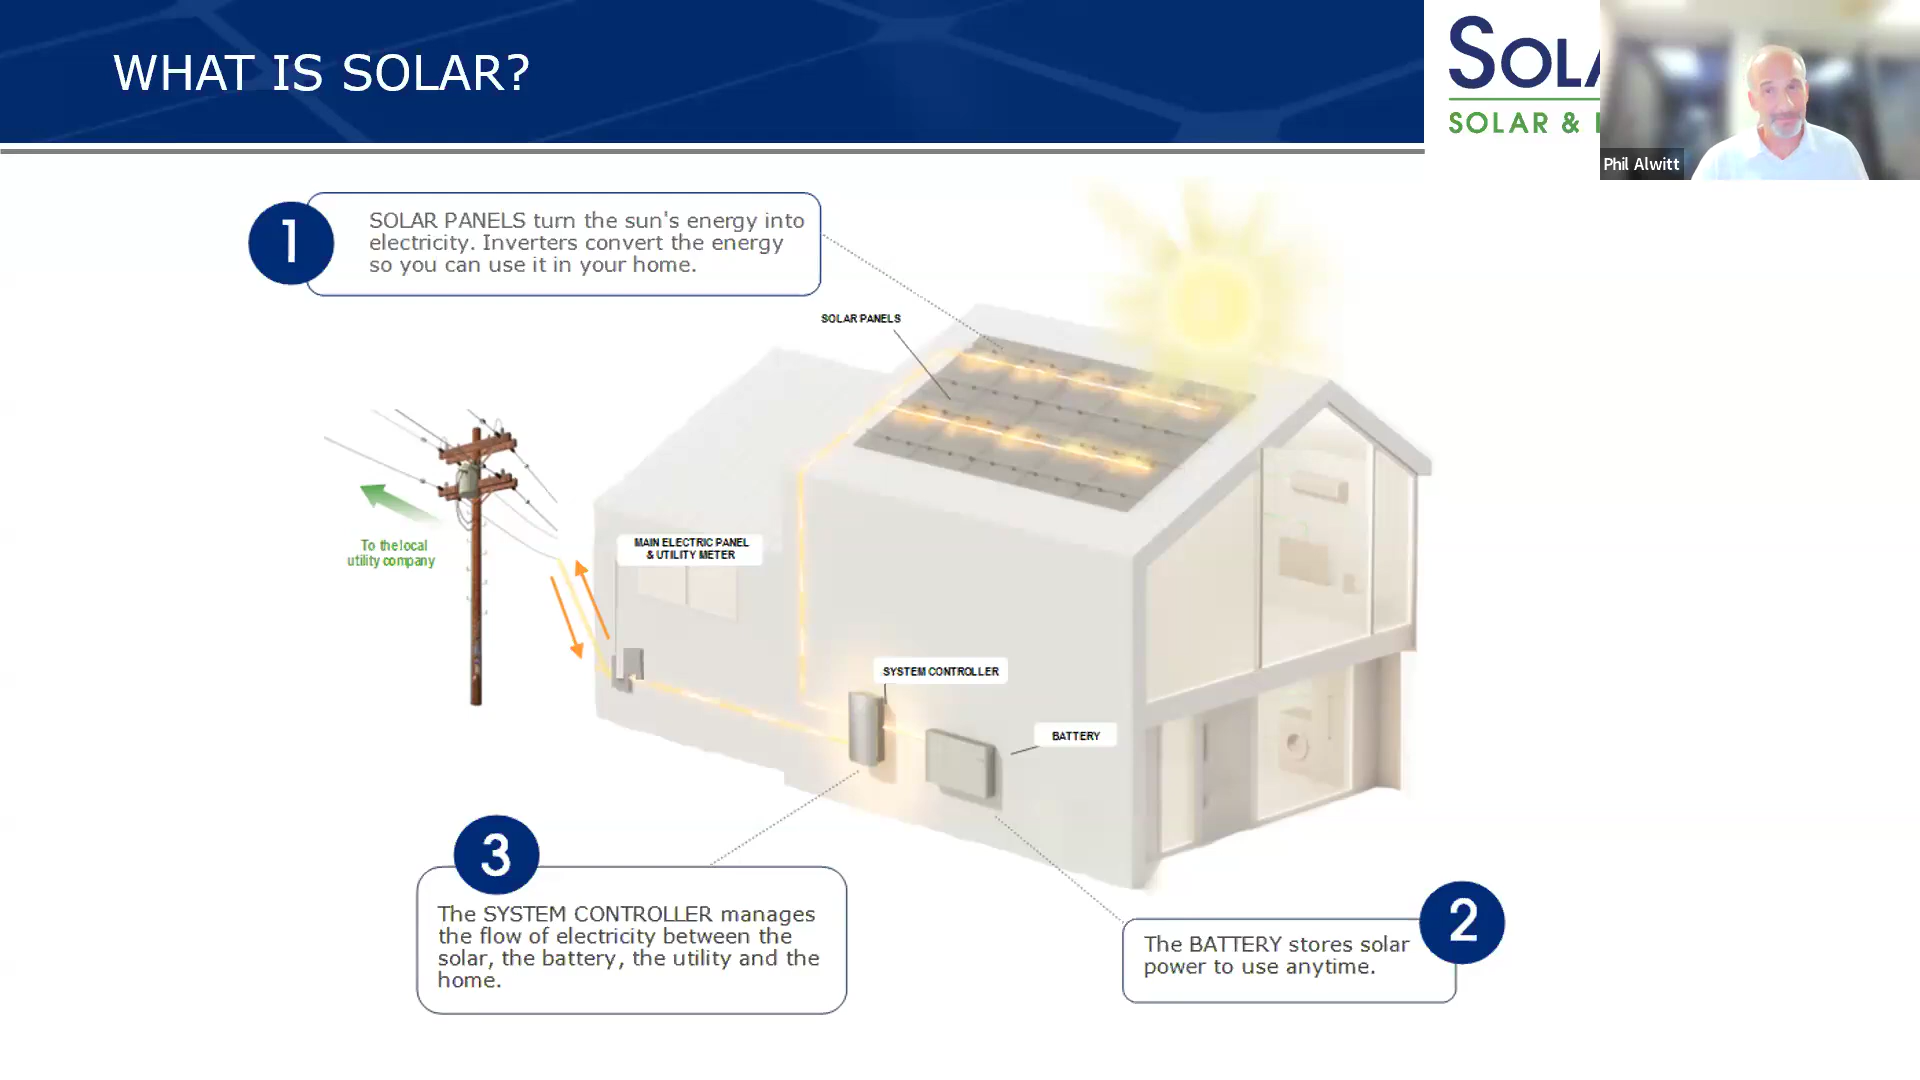 WHAT IS SOLAR?
SOLAR &
Phil Alwitt
1
SOLAR PANELS turn the sun's energy into
electricity. Inverters convert the energy
so you can use it in your home.
SOLAR PANELS
To the local
utility company
MAIN ELECTRIC PANEL
& UTILITY METER
SYSTEM CONTROLLER
BATTERY
3
The SYSTEM CONTROLLER manages
the flow of electricity between the
solar, the battery, the utility and the
home.
2
The BATTERY stores solar
power to use anytime.